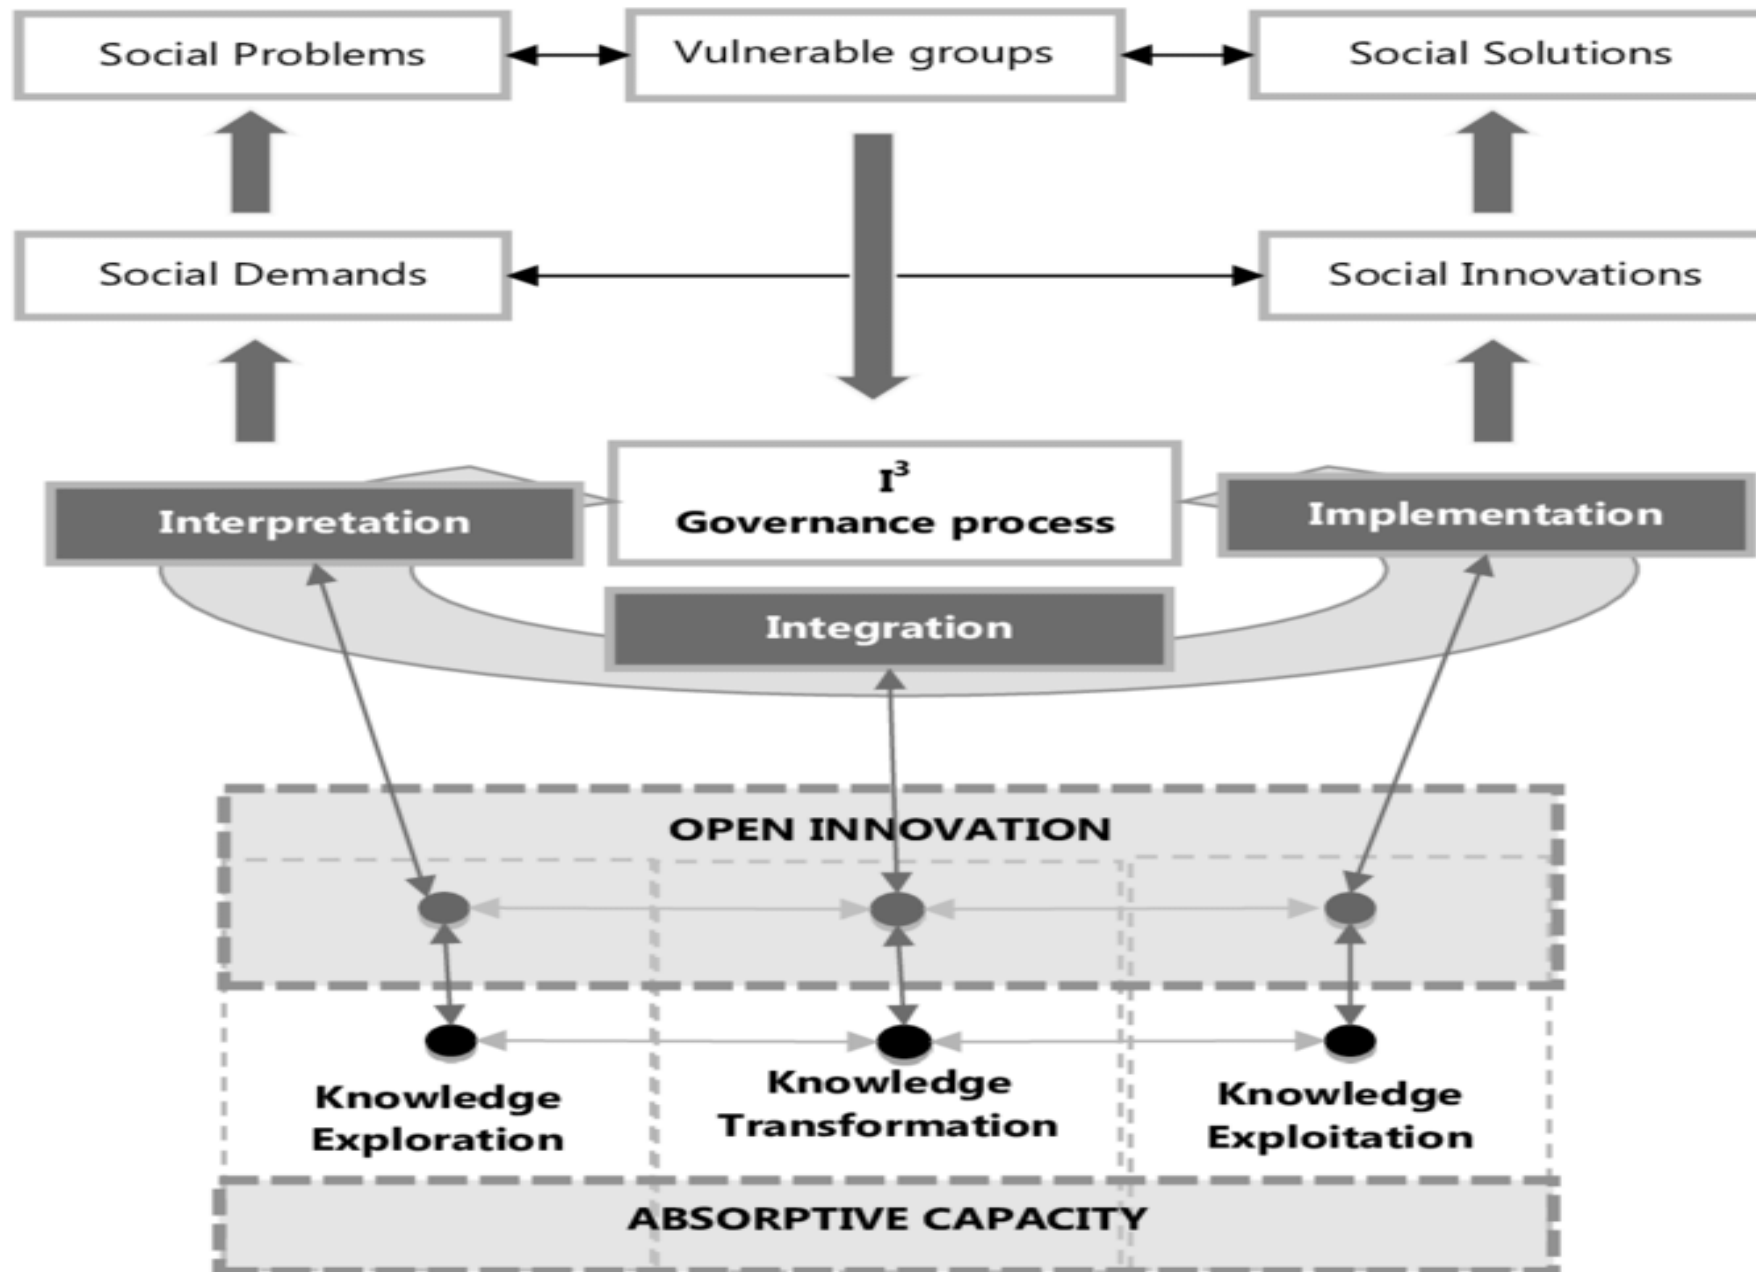 Social Problems
Vulnerable groups
Social Solutions
Social Demands
Social Innovations
I³
Governance process
Interpretation
Implementation
Integration
OPEN INNOVATION
Knowledge
Exploration
Knowledge
Transformation
Knowledge
Exploitation
ABSORPTIVE CAPACITY